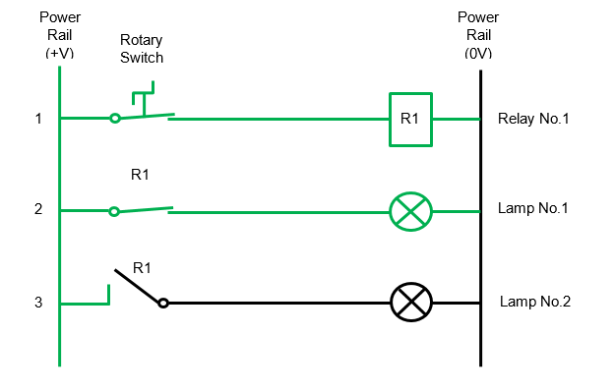 Power
Rail
(+V)
Rotary
Switch
Power
Rail
(0V)
1
R1
Relay No.1
R1
2
Lamp No.1
R1
3
Lamp No.2